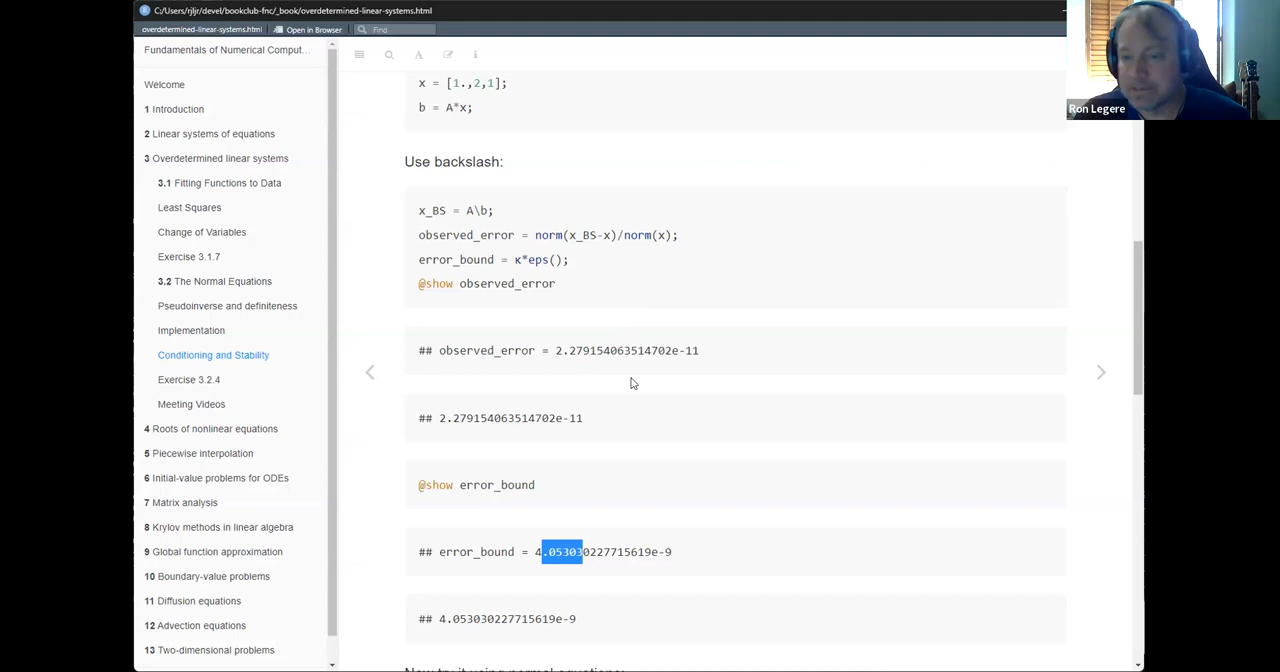 C:/Users/rjljr/devel/bookclub-fnc/_book/overdetermined-linear-systems.html
overdetermined-linear-systems.html Open in Browser Find
Fundamentals of Numerical Comput...
Welcome
1 Introduction
2 Linear systems of equations
3 Overdetermined linear systems
3.1 Fitting Functions to Data
Least Squares
Change of Variables
Exercise 3.1.7
3.2 The Normal Equations
Pseudoinverse and definiteness
Implementation
Conditioning and Stability
Exercise 3.2.4
Meeting Videos
4 Roots of nonlinear equations
5 Piecewise interpolation
6 Initial-value problems for ODEs
7 Matrix analysis
8 Krylov methods in linear algebra
9 Global function approximation
10 Boundary-value problems
11 Diffusion equations
12 Advection equations
13 Two-dimensional problems
x = [1.,2,1];
b = A*x;
Use backslash:
x_BS = A\b;
observed_error = norm(x_BS-x)/norm(x);
error_bound = κ*eps();
@show observed_error
## observed_error = 2.279154063514702e-11
## 2.279154063514702e-11
@show error_bound
## error_bound = 4.053030227715619e-9
## 4.053030227715619e-9
Now try it using normal equations:
Ron Legere